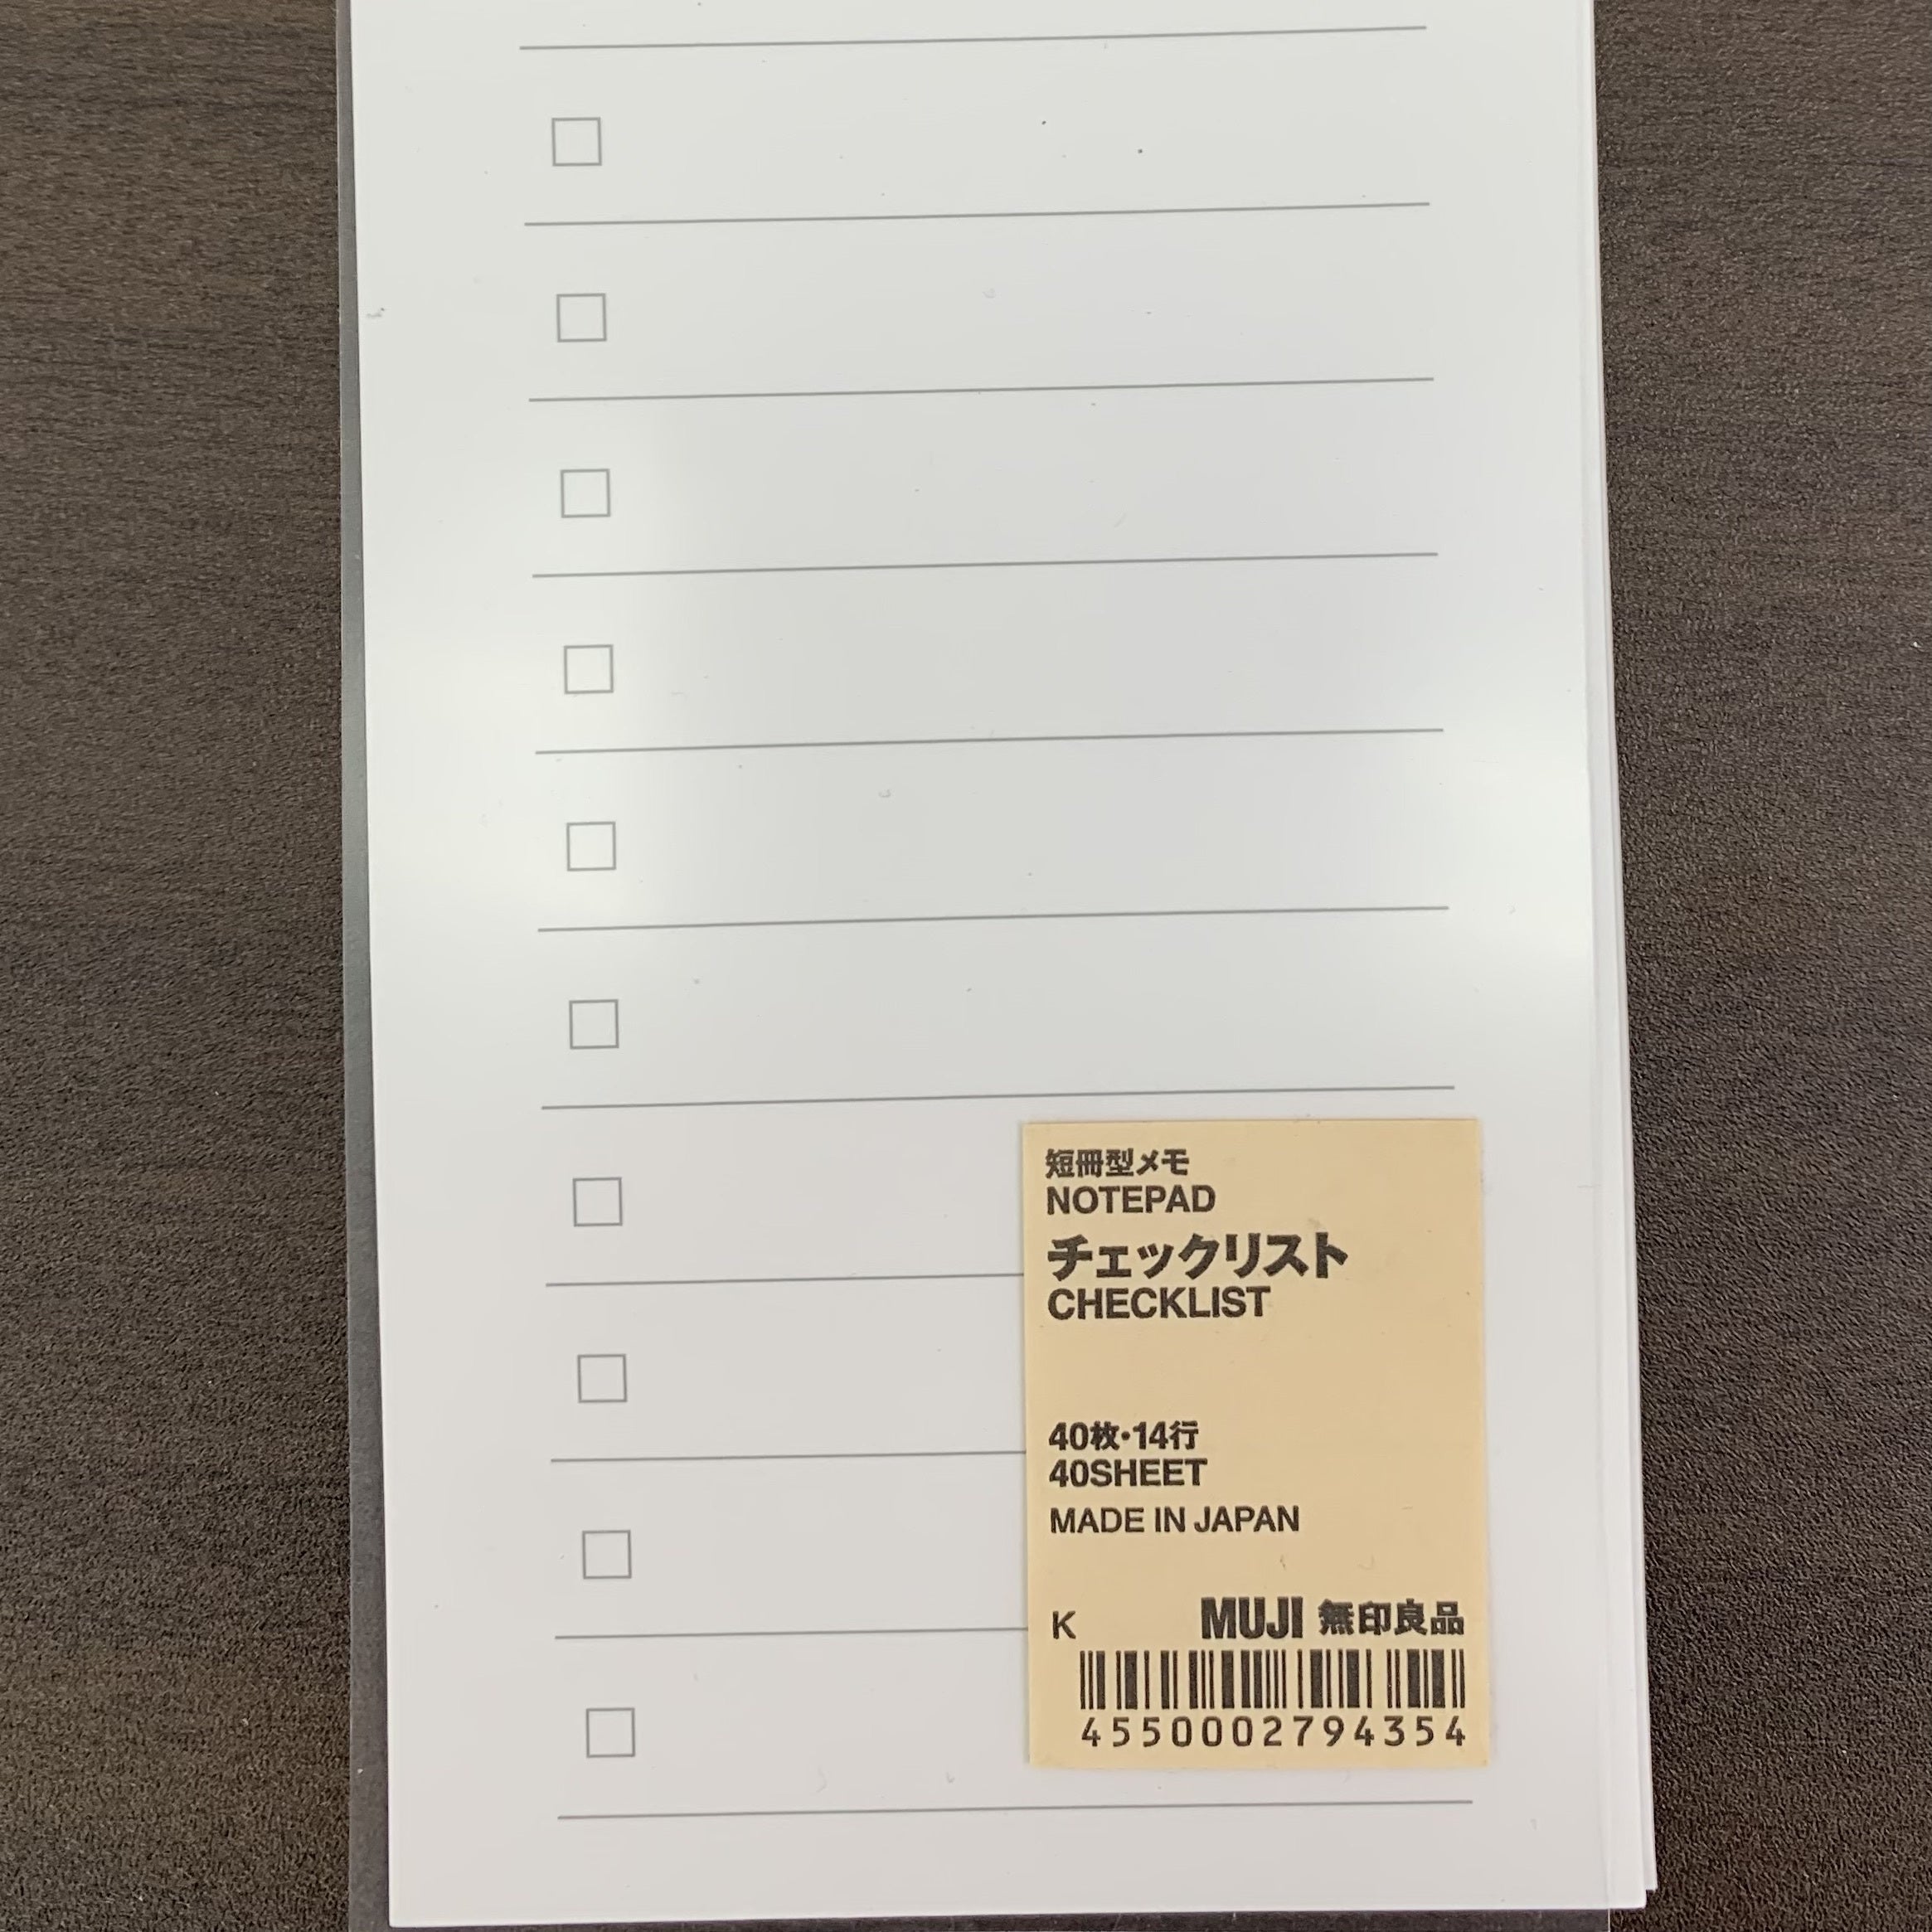 短冊型メモ
NOTEPAD
チェックリスト
CHECKLIST
40枚・14行
40SHEET
MADE IN JAPAN
K MUJI 無印良品
4550002794354